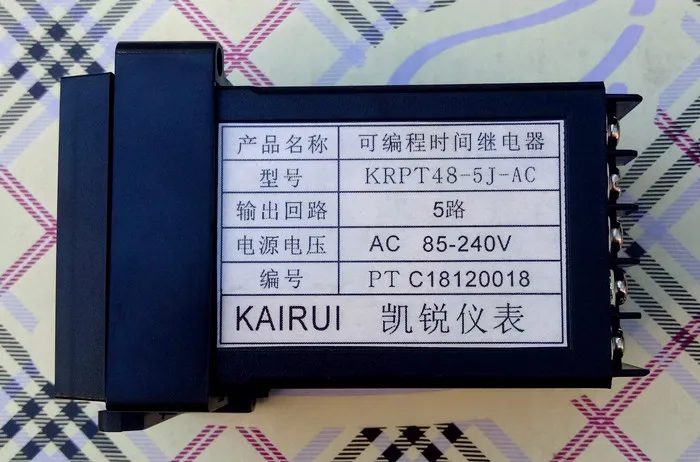 产品名称 可编程时间继电器
型号 KRPT48-5J-AC
输出回路 5路
电源电压 AC 85-240V
编号 PT C18120018
KAIRUI 凯锐仪表